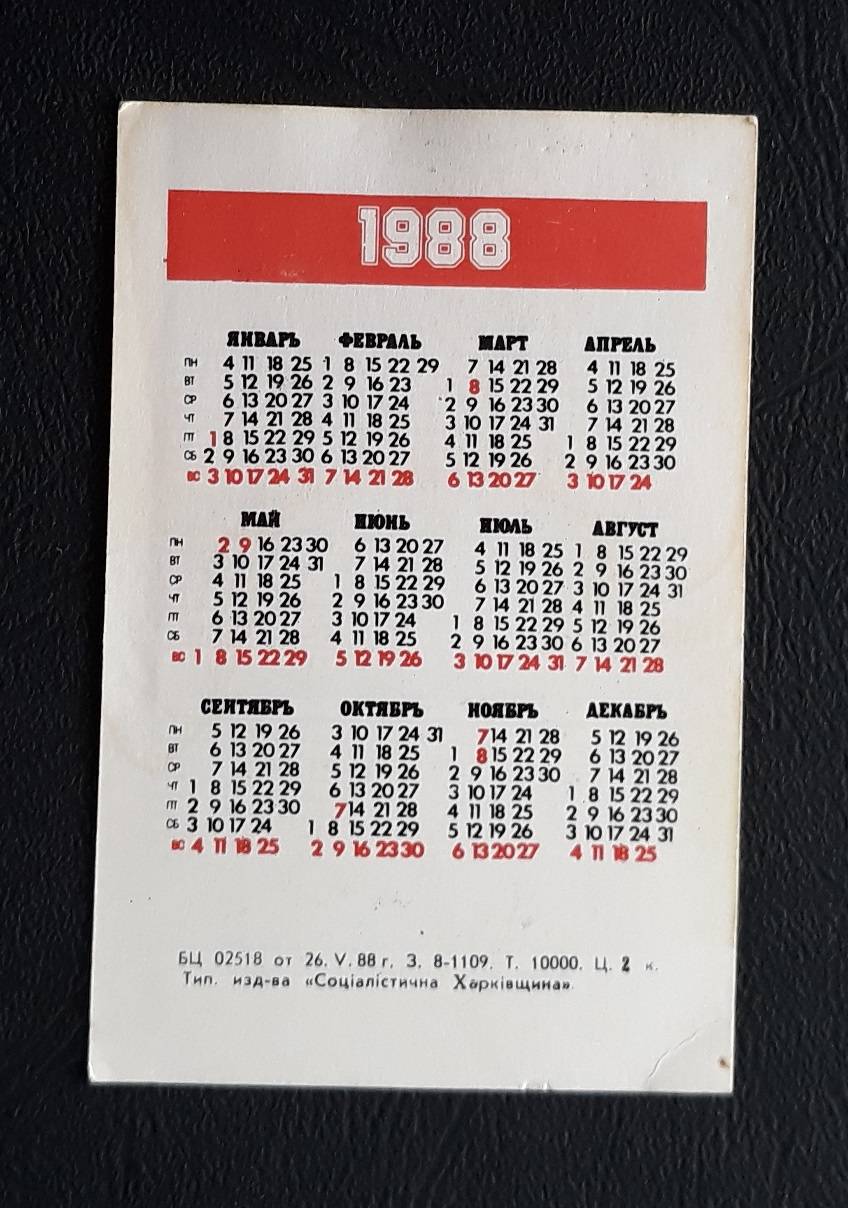 1988
ЯНВАРЬ ФЕВРАЛЬ МАРТ АПРЕЛЬ
ПН 4 11 18 25 1 8 15 22 29 7 14 21 28 4 11 18 25
ВТ 5 12 19 26 2 9 16 23 1 8 15 22 29 5 12 19 26
СР 6 13 20 27 3 10 17 24 2 9 16 23 30 6 13 20 27
ЧТ 7 14 21 28 4 11 18 25 3 10 17 24 31 7 14 21 28
ПТ 1 8 15 22 29 5 12 19 26 4 11 18 25 1 8 15 22 29
СБ 2 9 16 23 30 6 13 20 27 5 12 19 26 2 9 16 23 30
ВС 3 10 17 24 31 7 14 21 28 6 13 20 27 3 10 17 24
МАЙ ИЮНЬ ИЮЛЬ АВГУСТ
ПН 2 9 16 23 30 6 13 20 27 4 11 18 25 1 8 15 22 29
ВТ 3 10 17 24 31 7 14 21 28 5 12 19 26 2 9 16 23 30
СР 4 11 18 25 1 8 15 22 29 6 13 20 27 3 10 17 24 31
ЧТ 5 12 19 26 2 9 16 23 30 7 14 21 28 4 11 18 25
ПТ 6 13 20 27 3 10 17 24 1 8 15 22 29 5 12 19 26
СБ 7 14 21 28 4 11 18 25 2 9 16 23 30 6 13 20 27
ВС 1 8 15 22 29 5 12 19 26 3 10 17 24 31 7 14 21 28
СЕНТЯБРЬ ОКТЯБРЬ НОЯБРЬ ДЕКАБРЬ
ПН 5 12 19 26 3 10 17 24 31 7 14 21 28 5 12 19 26
ВТ 6 13 20 27 4 11 18 25 1 8 15 22 29 6 13 20 27
СР 7 14 21 28 5 12 19 26 2 9 16 23 30 7 14 21 28
ЧТ 1 8 15 22 29 6 13 20 27 3 10 17 24 1 8 15 22 29
ПТ 2 9 16 23 30 7 14 21 28 4 11 18 25 2 9 16 23 30
СБ 3 10 17 24 1 8 15 22 29 5 12 19 26 3 10 17 24 31
ВС 4 11 18 25 2 9 16 23 30 6 13 20 27 4 11 18 25
БЦ 02518 от 26. V. 88 г. З. 8-1109. Т. 10000. Ц. 2 к.
Тип. изд-ва «Соціалістична Харківщина».